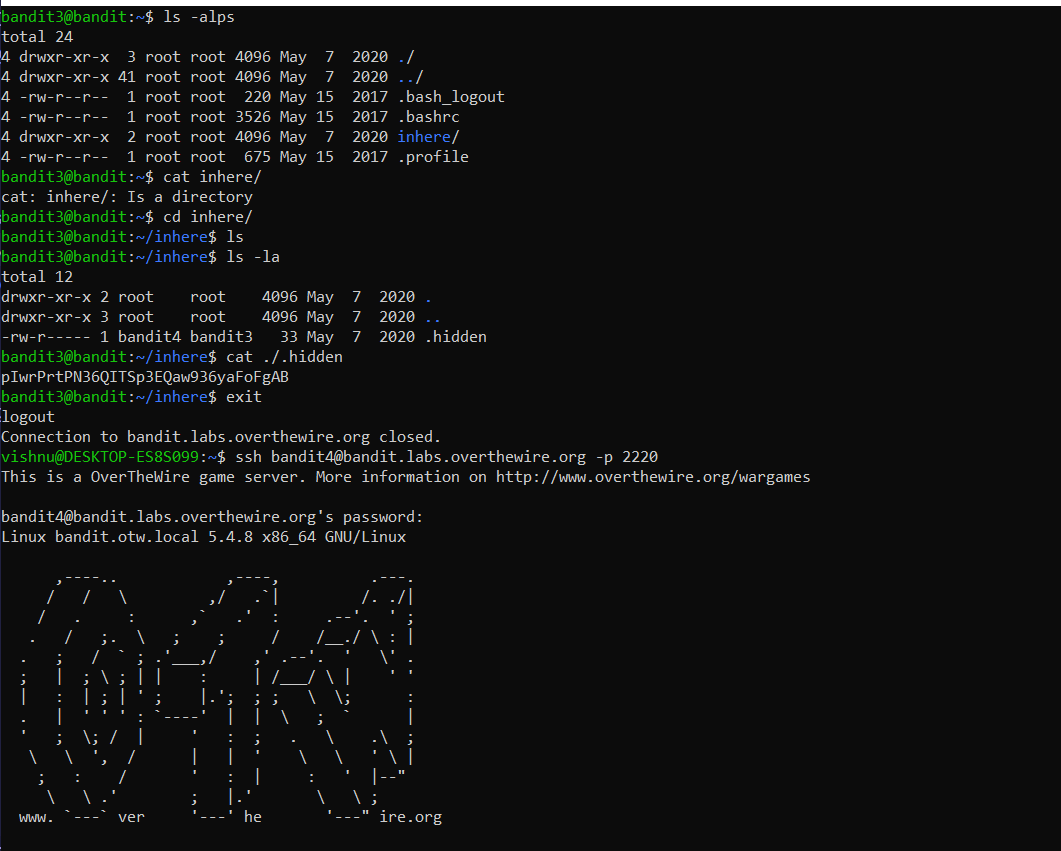 bandit3@bandit:~$ ls -alps
total 24
4 drwxr-xr-x  3 root root 4096 May  7  2020 ./
4 drwxr-xr-x 41 root root 4096 May  7  2020 ../
4 -rw-r--r--  1 root root  220 May 15  2017 .bash_logout
4 -rw-r--r--  1 root root 3526 May 15  2017 .bashrc
4 drwxr-xr-x  2 root root 4096 May  7  2020 inhere/
4 -rw-r--r--  1 root root  675 May 15  2017 .profile
bandit3@bandit:~$ cat inhere/
cat: inhere/: Is a directory
bandit3@bandit:~$ cd inhere/
bandit3@bandit:~/inhere$ ls
bandit3@bandit:~/inhere$ ls -la
total 12
drwxr-xr-x 2 root    root    4096 May  7  2020 .
drwxr-xr-x 3 root    root    4096 May  7  2020 ..
-rw-r----- 1 bandit4 bandit3   33 May  7  2020 .hidden
bandit3@bandit:~/inhere$ cat ./.hidden
pIwrPrtPN36QITSp3EQaw936yaFoFgAB
bandit3@bandit:~/inhere$ exit
logout
Connection to bandit.labs.overthewire.org closed.
vishnu@DESKTOP-ES8S099:~$ ssh bandit4@bandit.labs.overthewire.org -p 2220
This is a OverTheWire game server. More information on http://www.overthewire.org/wargames
bandit4@bandit.labs.overthewire.org's password:
Linux bandit.otw.local 5.4.8 x86_64 GNU/Linux
www. `---` ver     '---' he       '---" ire.org